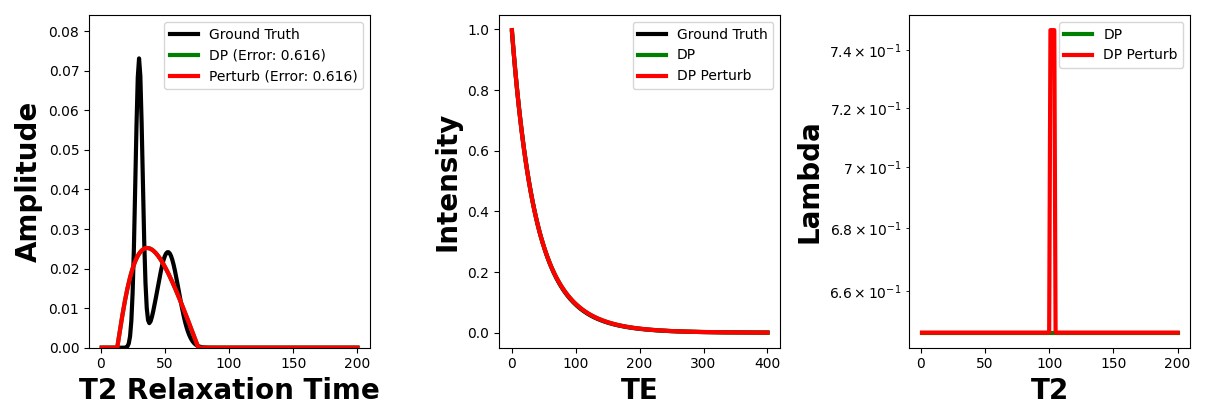 Amplitude
0.08
0.07
0.06
0.05
0.04
0.03
0.02
0.01
0.00
Ground Truth
DP (Error: 0.616)
Perturb (Error: 0.616)
0 50 100 150 200
T2 Relaxation Time
Intensity
1.0
0.8
0.6
0.4
0.2
0.0
Ground Truth
DP
DP Perturb
0 100 200 300 400
TE
Lambda
7.4 × 10⁻¹
7.2 × 10⁻¹
7 × 10⁻¹
6.8 × 10⁻¹
6.6 × 10⁻¹
DP
DP Perturb
0 50 100 150 200
T2